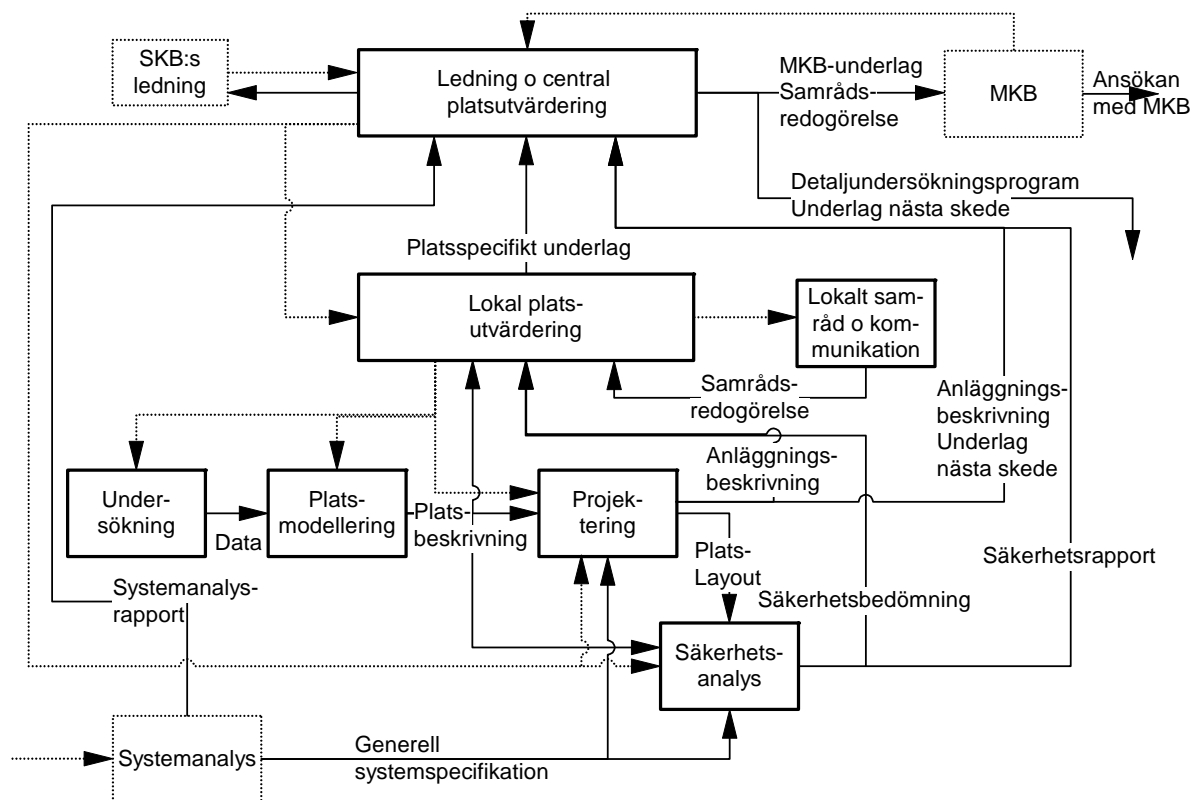 SKB:s
ledning
Ledning o central
platsutvärdering
MKB-underlag
Samråds-
redogörelse
MKB
Ansökan
med MKB
Detaljundersökningsprogram
Underlag nästa skede
Platsspecifikt underlag
Lokal plats-
utvärdering
Lokalt sam-
råd o kom-
munikation
Samråds-
redogörelse
Anläggnings-
beskrivning
Underlag
nästa skede
Anläggnings-
beskrivning
Under-
sökning
Data
Plats-
modellering
Plats-
beskrivning
Projek-
tering
Plats-
Layout
Säkerhetsrapport
Systemanalys-
rapport
Säkerhetsbedömning
Säkerhets-
analys
Systemanalys
Generell
systemspecifikation